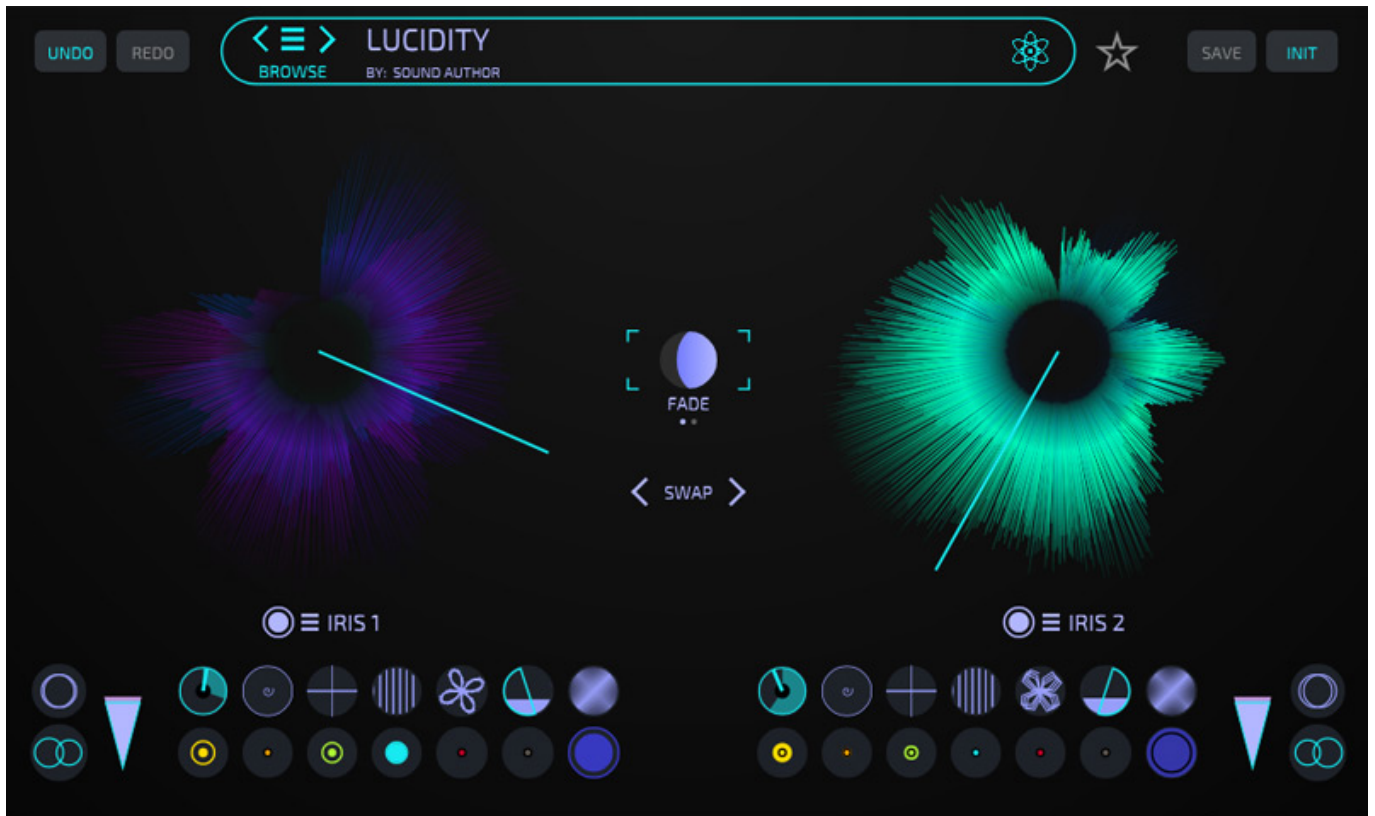 UNDO
REDO
BROWSE
LUCIDITY
BY: SOUND AUTHOR
SAVE
INIT
FADE
SWAP
IRIS 1
IRIS 2